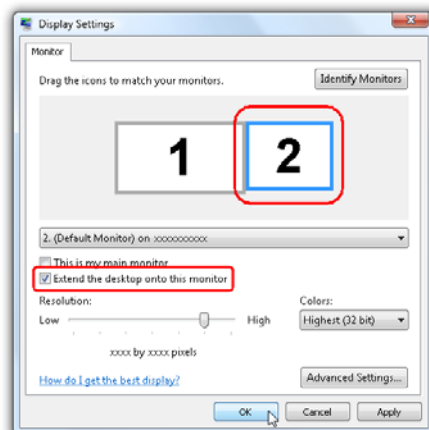 Display Settings
Monitor
Drag the icons to match your monitors.
Identify Monitors
1
2
2. (Default Monitor) on xxxxxxxxxx
This is my main monitor
Extend the desktop onto this monitor
Resolution:
Colors:
Low
High
Highest (32 bit)
xxxx by xxxx pixels
How do I get the best display?
Advanced Settings...
OK
Cancel
Apply